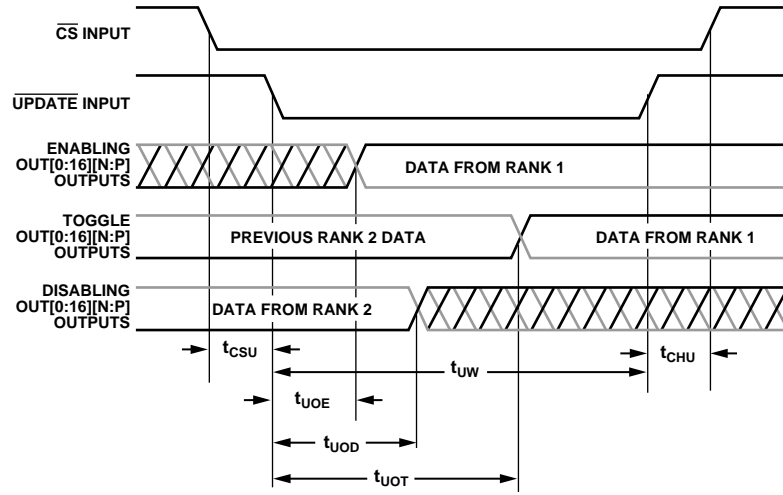 CS INPUT
UPDATE INPUT
ENABLING
OUT[0:16][N:P]
OUTPUTS
DATA FROM RANK 1
TOGGLE
OUT[0:16][N:P]
OUTPUTS
PREVIOUS RANK 2 DATA
DATA FROM RANK 1
DISABLING
OUT[0:16][N:P]
OUTPUTS
DATA FROM RANK 2
tCSU
tUW
tCHU
tUOE
tUOD
tUOT